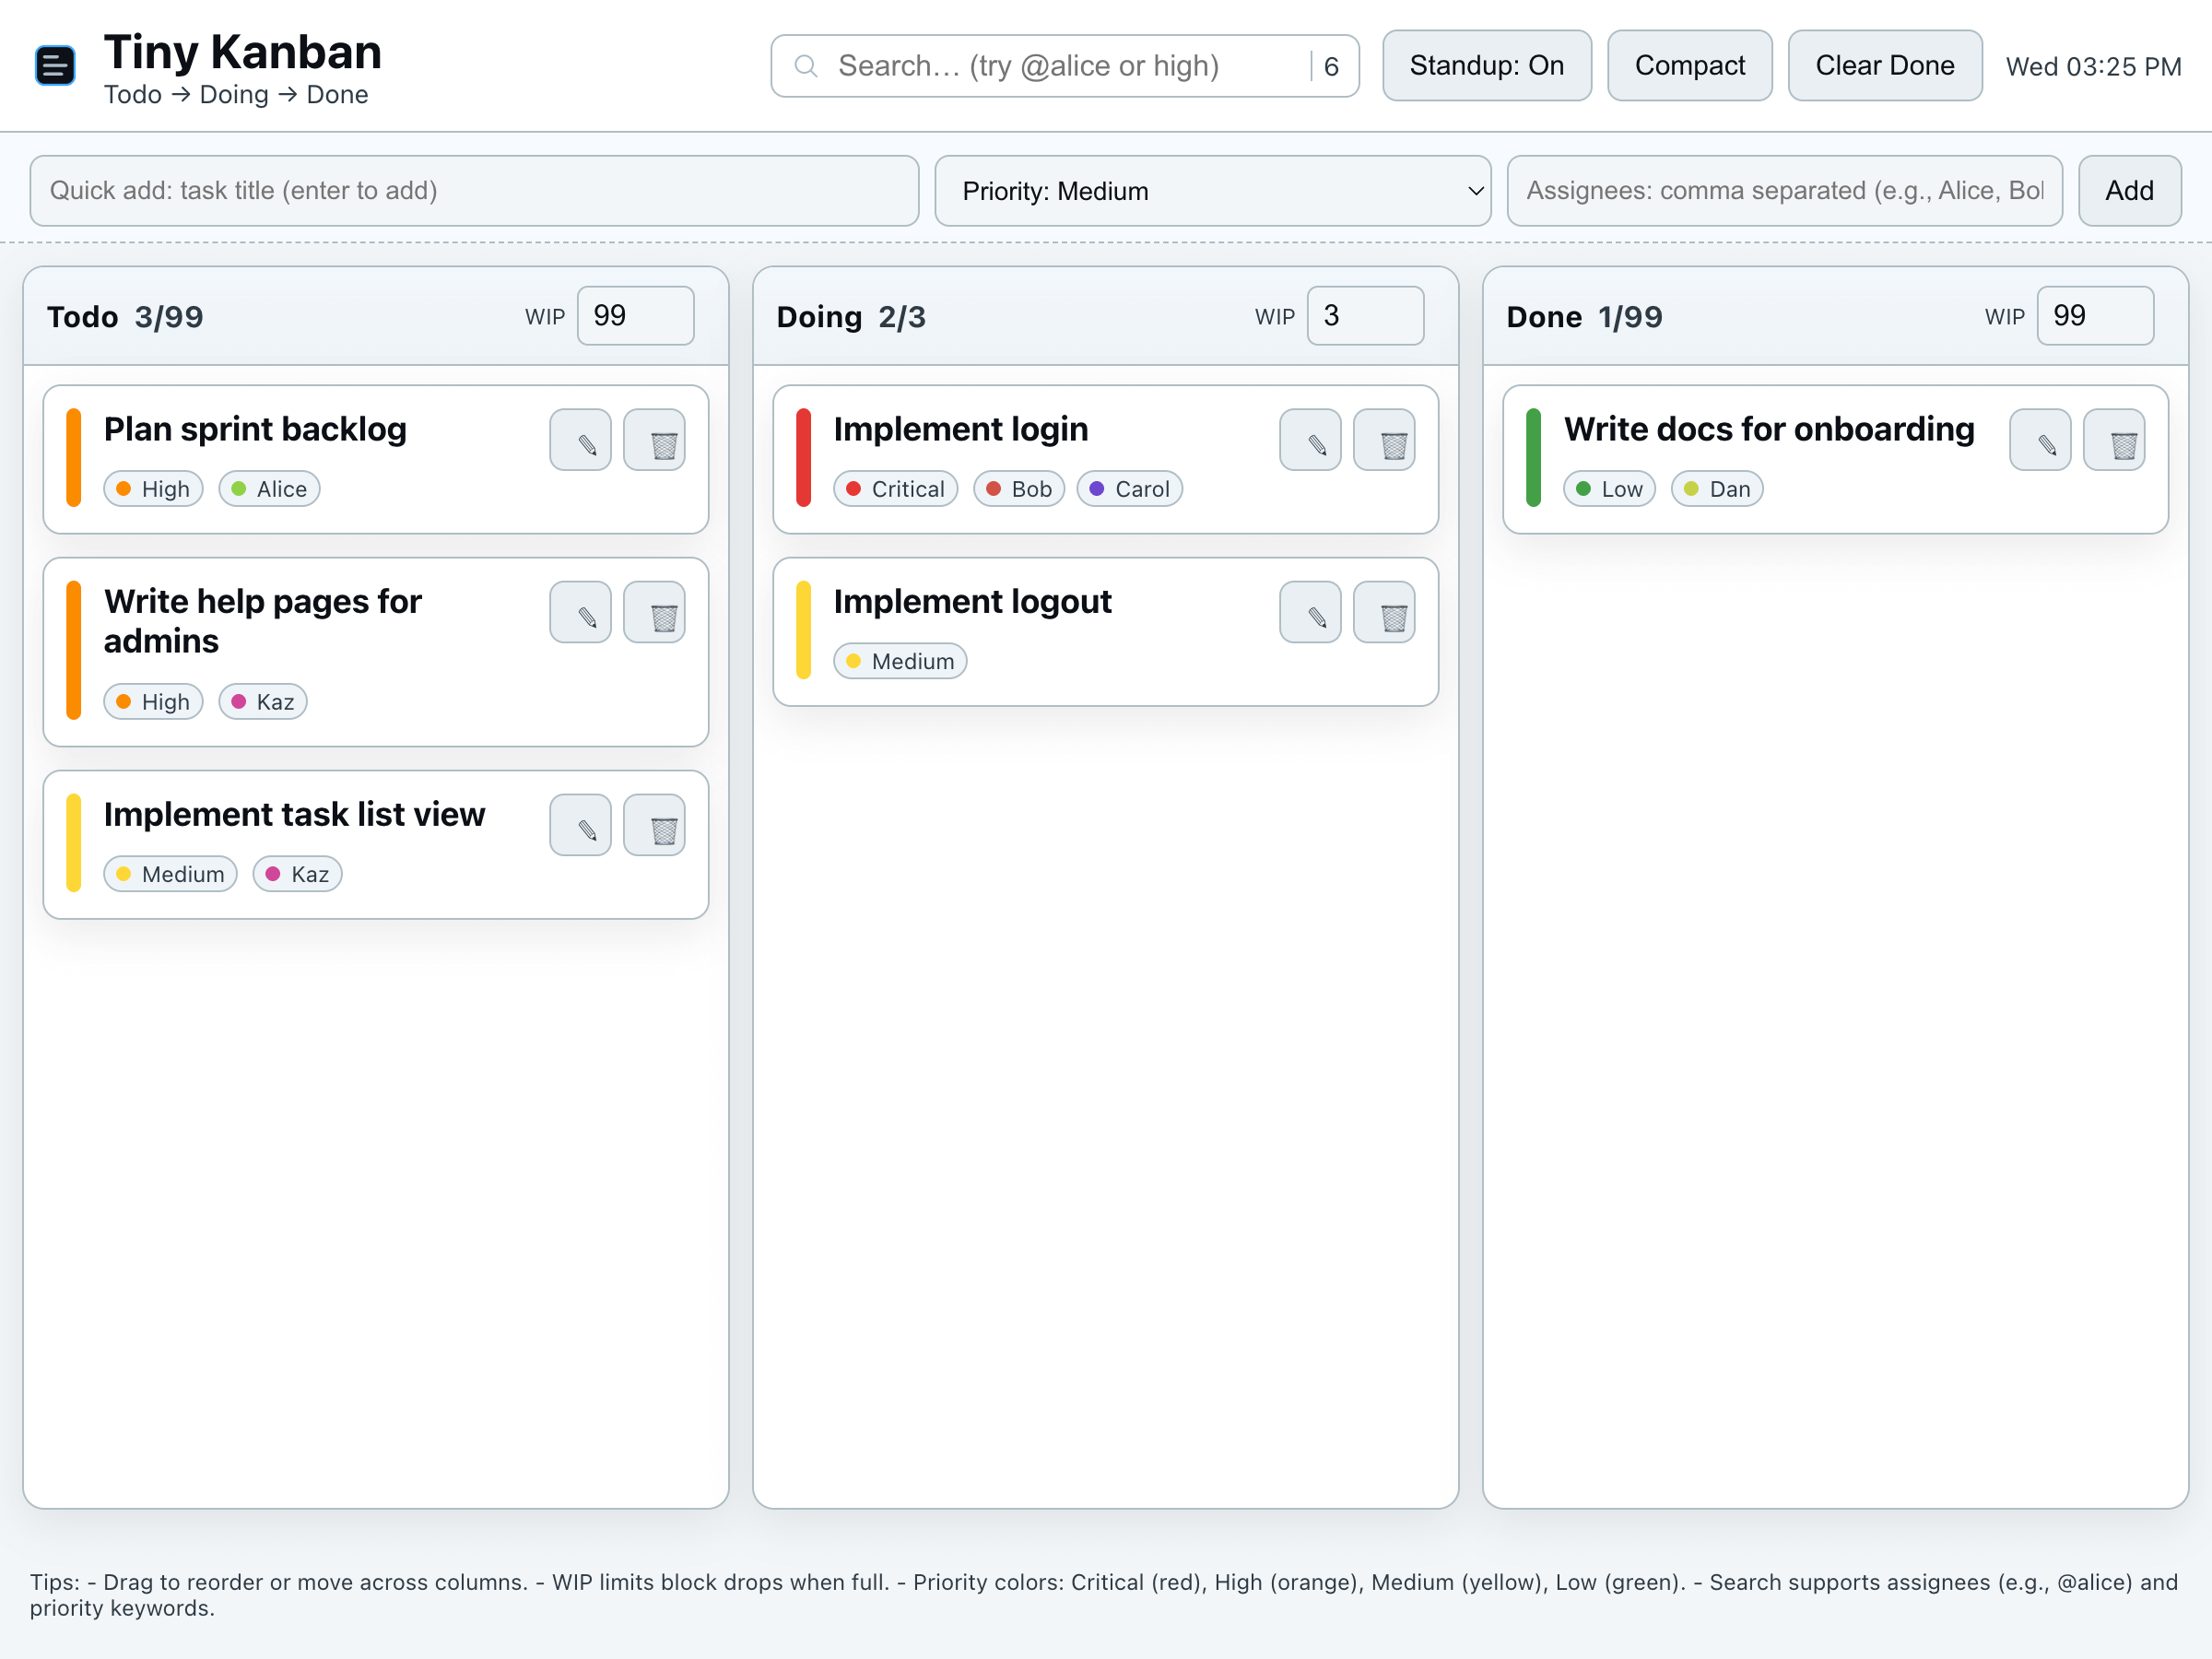 Tiny Kanban
Todo → Doing → Done
Search… (try @alice or high)
6
Standup: On
Compact
Clear Done
Wed 03:25 PM
Quick add: task title (enter to add)
Priority: Medium
Assignees: comma separated (e.g., Alice, Bo
Add
Todo 3/99
WIP 99
Plan sprint backlog
High Alice
Write help pages for
admins
High Kaz
Implement task list view
Medium Kaz
Doing 2/3
WIP 3
Implement login
Critical Bob Carol
Implement logout
Medium
Done 1/99
WIP 99
Write docs for onboarding
Low Dan
Tips: - Drag to reorder or move across columns. - WIP limits block drops when full. - Priority colors: Critical (red), High (orange), Medium (yellow), Low (green). - Search supports assignees (e.g., @alice) and
priority keywords.